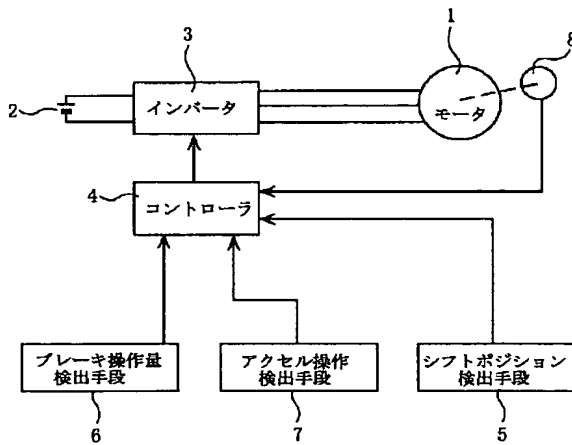 1
8
3
2
インバータ
モータ
4
コントローラ
ブレーキ操作量
検出手段
アクセル操作
検出手段
シフトポジション
検出手段
6
7
5